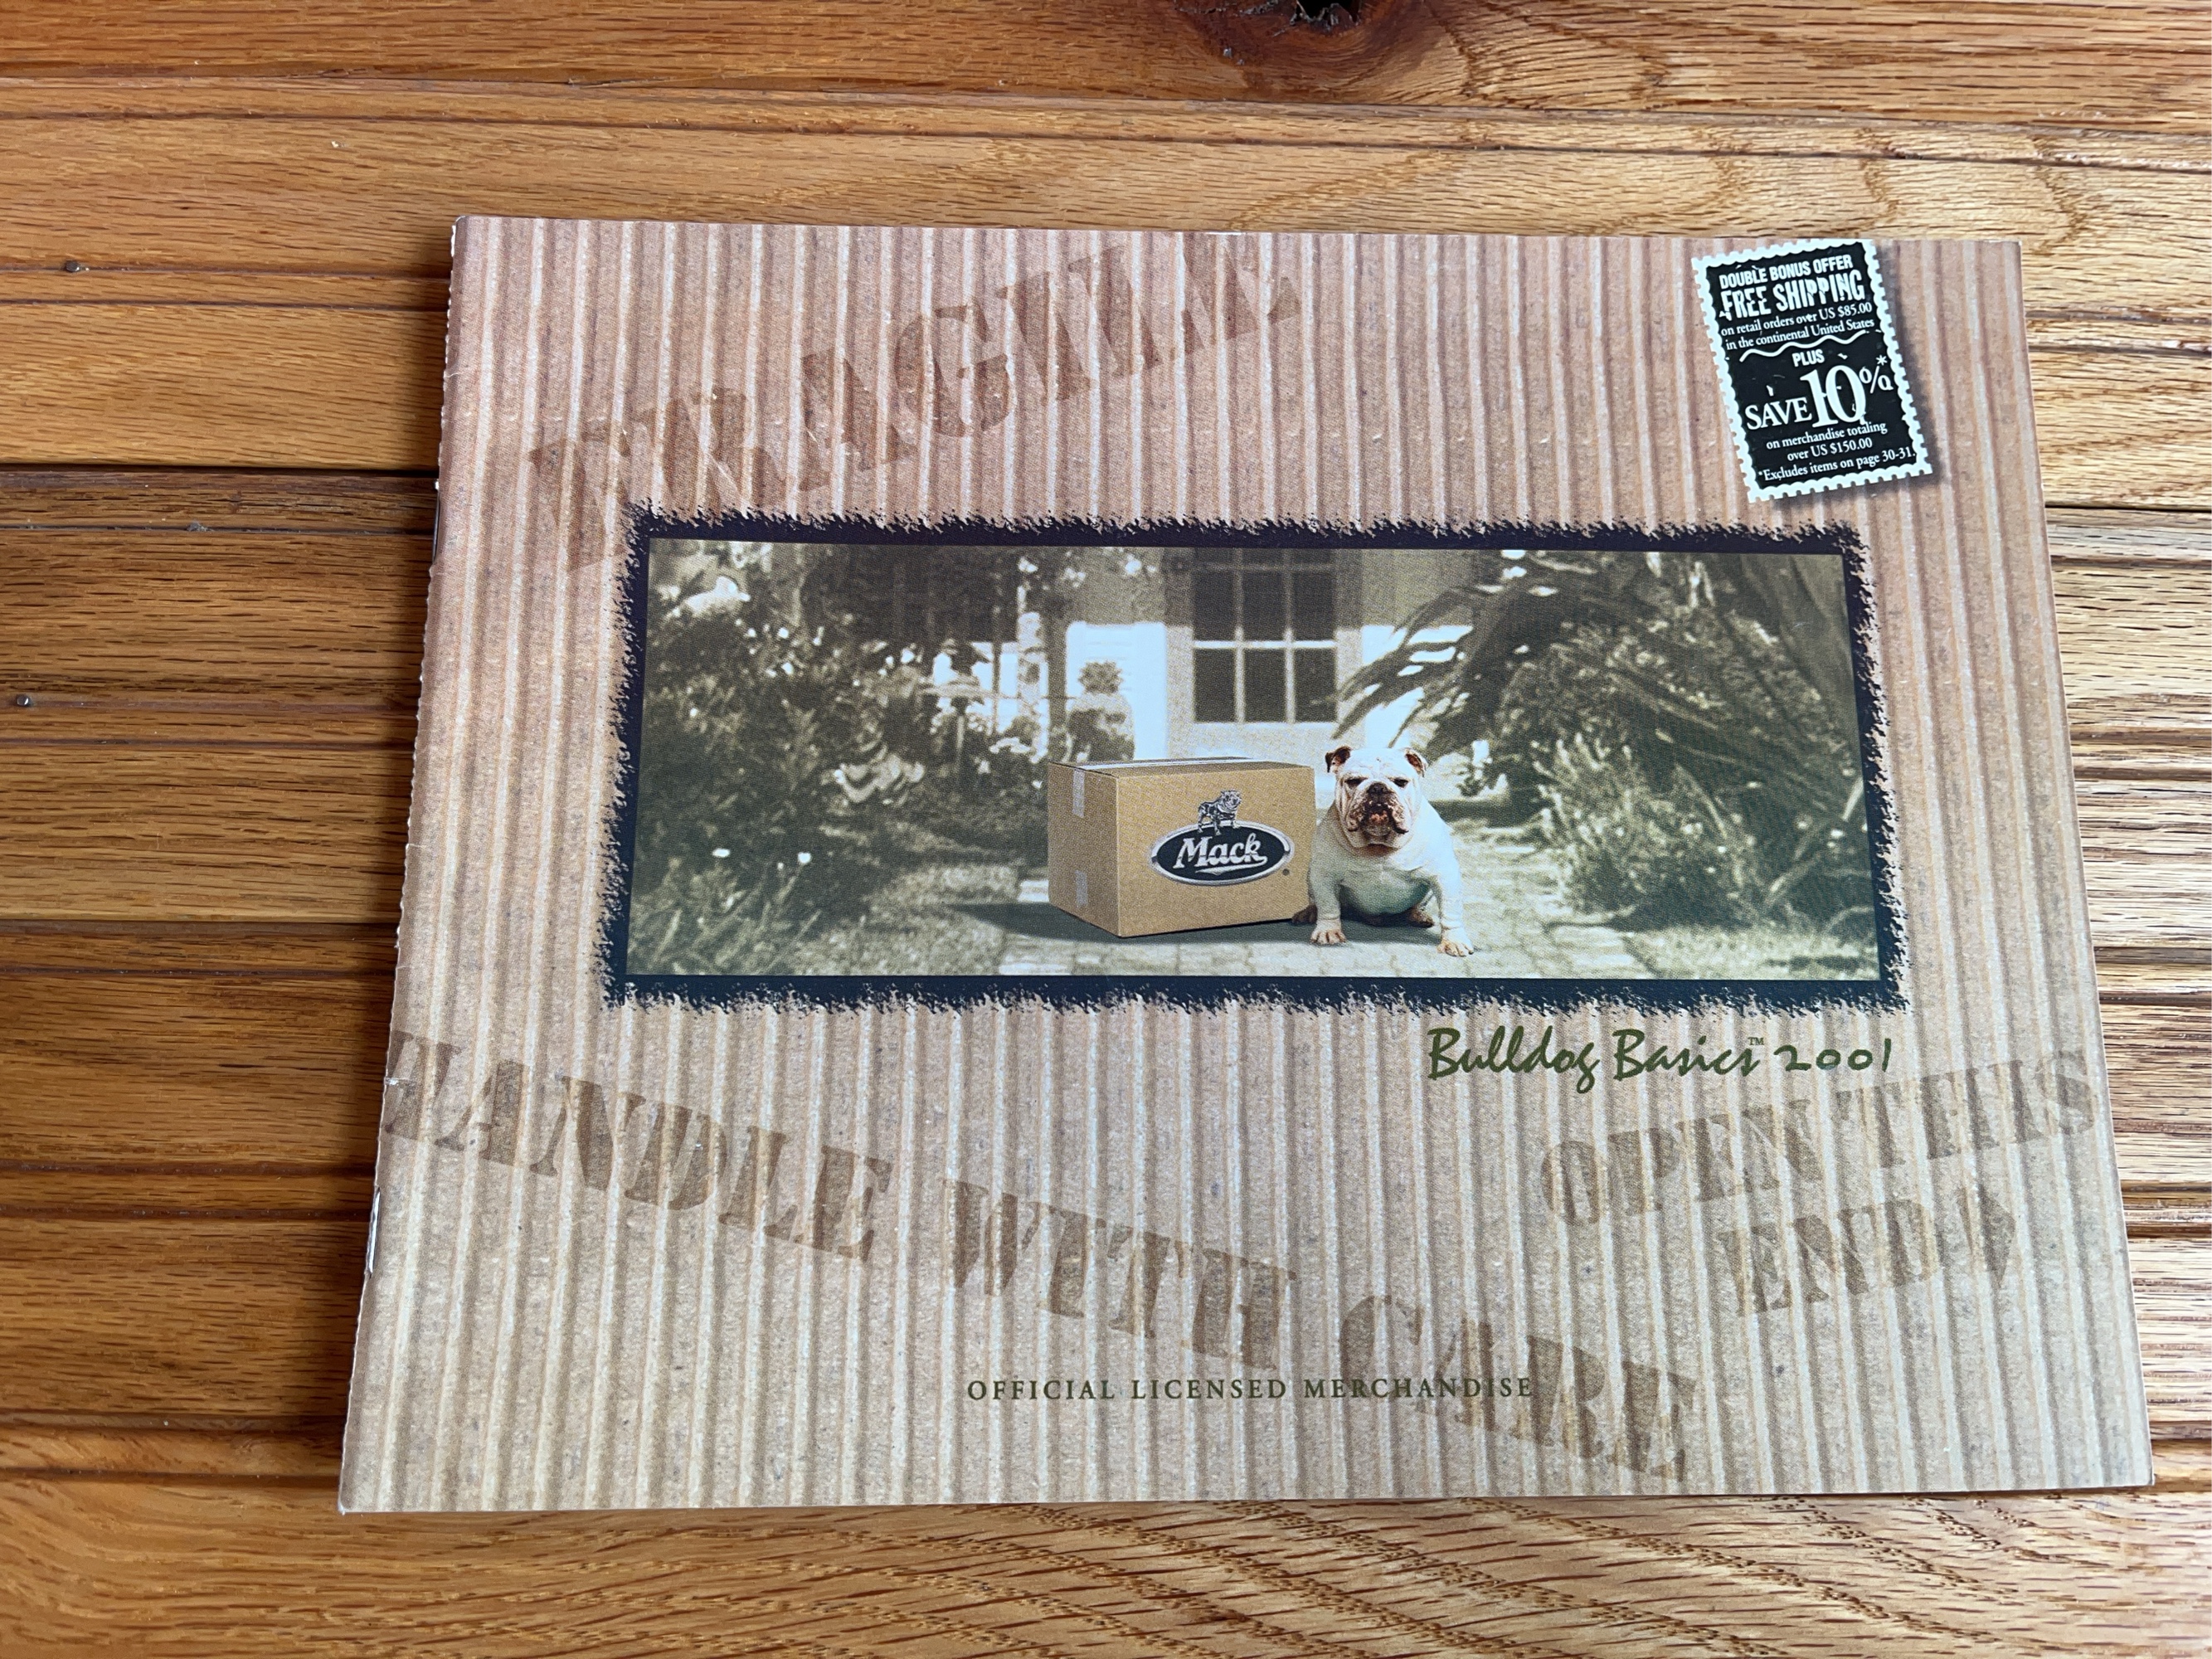 FRAGILE
DOUBLE BONUS OFFER
FREE SHIPPING
on retail orders over US $85.00
in the continental United States
PLUS
SAVE 10%*
on merchandise totaling
over US $150.00
*Excludes items on page 30-31.
Mack
Bulldog Basics™ 2001
HANDLE WITH CARE
OPEN THIS
END
OFFICIAL LICENSED MERCHANDISE